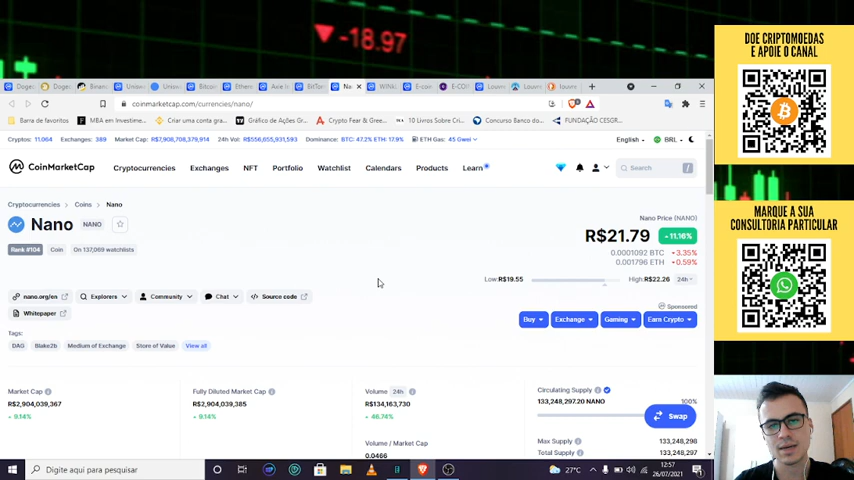 ▼ -18.97
DOE CRIPTOMOEDAS
E APOIE O CANAL
MARQUE A SUA
CONSULTORIA PARTICULAR
Binan
Bitcoin
Axie In
BitTor
WINkL
E-coin
coinmarketcap.com/currencies/nano/
Barra de favoritos
MBA em Investime...
Criar uma conta gra...
Gráfico de Ações Gr...
Crypto Fear & Gree...
10 Livros Sobre Cri...
Concurso Banco do...
FUNDAÇÃO CESGR...
Cryptos: 11.064 Exchanges: 389 Market Cap: R$7,908,708,379,914 24h Vol: R$556,655,931,593 Dominance: BTC: 47.2% ETH: 17.9% ETH Gas: 45 Gwei
English
BRL
CoinMarketCap
Cryptocurrencies Exchanges NFT Portfolio Watchlist Calendars Products Learn
Search /
Cryptocurrencies Coins Nano
Nano NANO
Rank #104 Coin On 137,069 watchlists
Nano Price (NANO)
R$21.79 11.16%
0.0001092 BTC 3.35%
0.001796 ETH 0.59%
Low: R$19.55 High: R$22.26 24h
nano.org/en Explorers Community Chat Source code
Whitepaper
Sponsored
Buy Exchange Gaming Earn Crypto
Tags:
DAG Blake2b Medium of Exchange Store of Value View all
Market Cap
R$2,904,039,367
9.14%
Fully Diluted Market Cap
R$2,904,039,385
9.14%
Volume 24h
R$134,163,730
46.74%
Volume / Market Cap
0.0466
Circulating Supply
133,248,297.20 NANO 100%
Max Supply 133,248,298
Total Supply 133,248,297
Swap
Digite aqui para pesquisar
27°C
12:57
26/07/2021